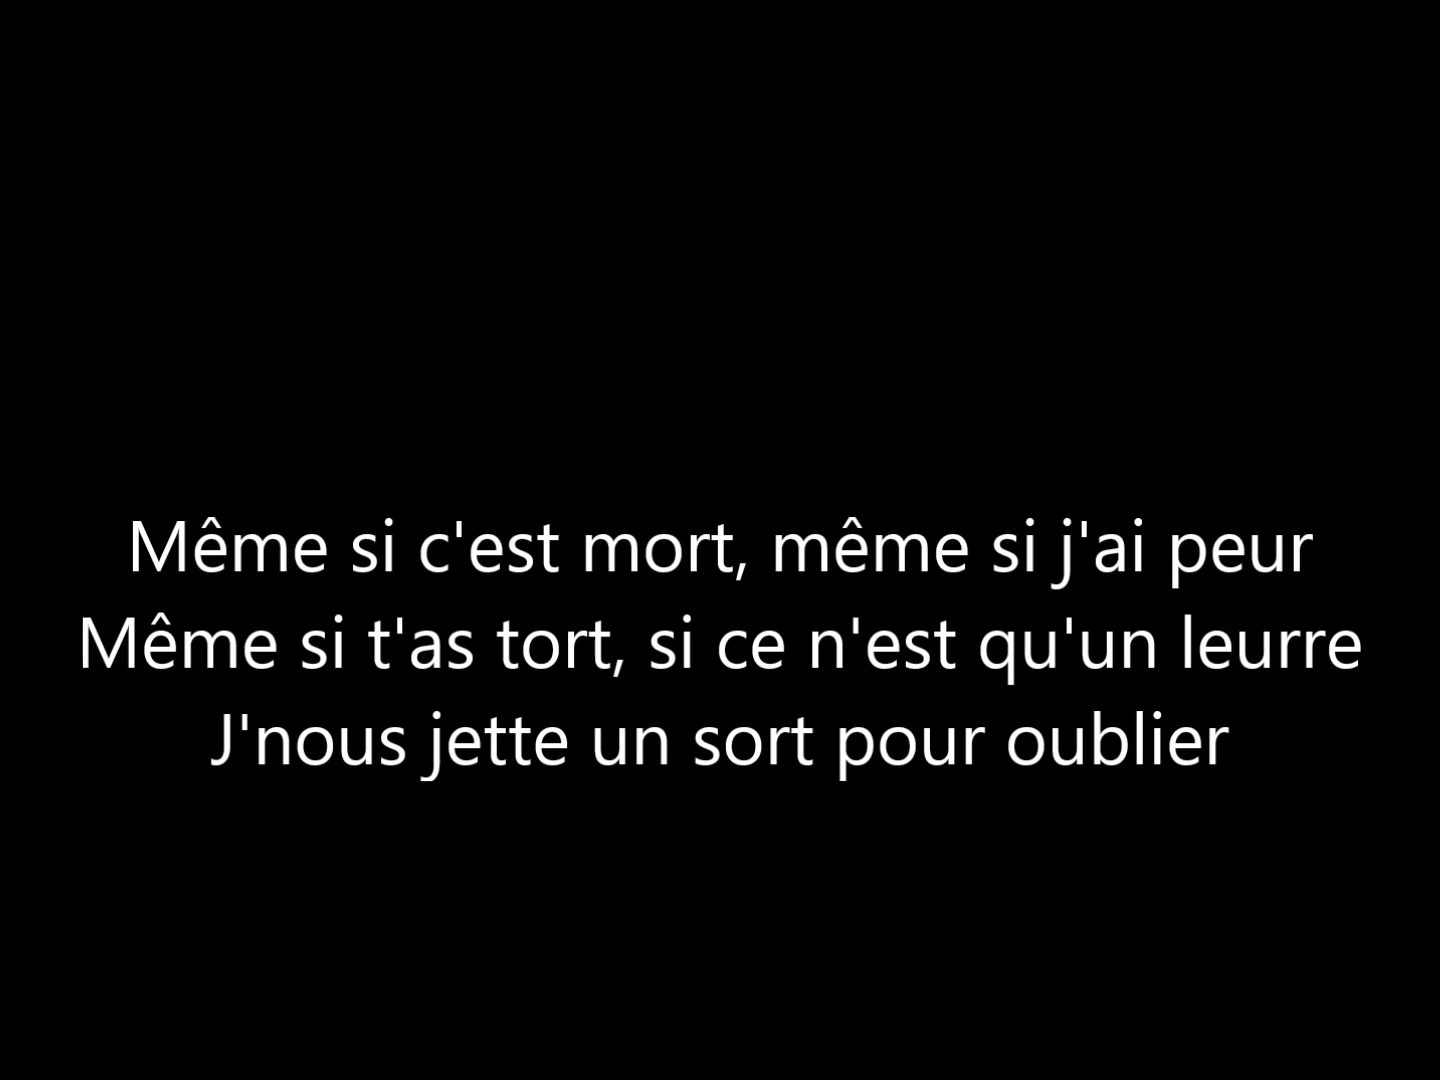 Même si c'est mort, même si j'ai peur
Même si t'as tort, si ce n'est qu'un leurre
J'nous jette un sort pour oublier